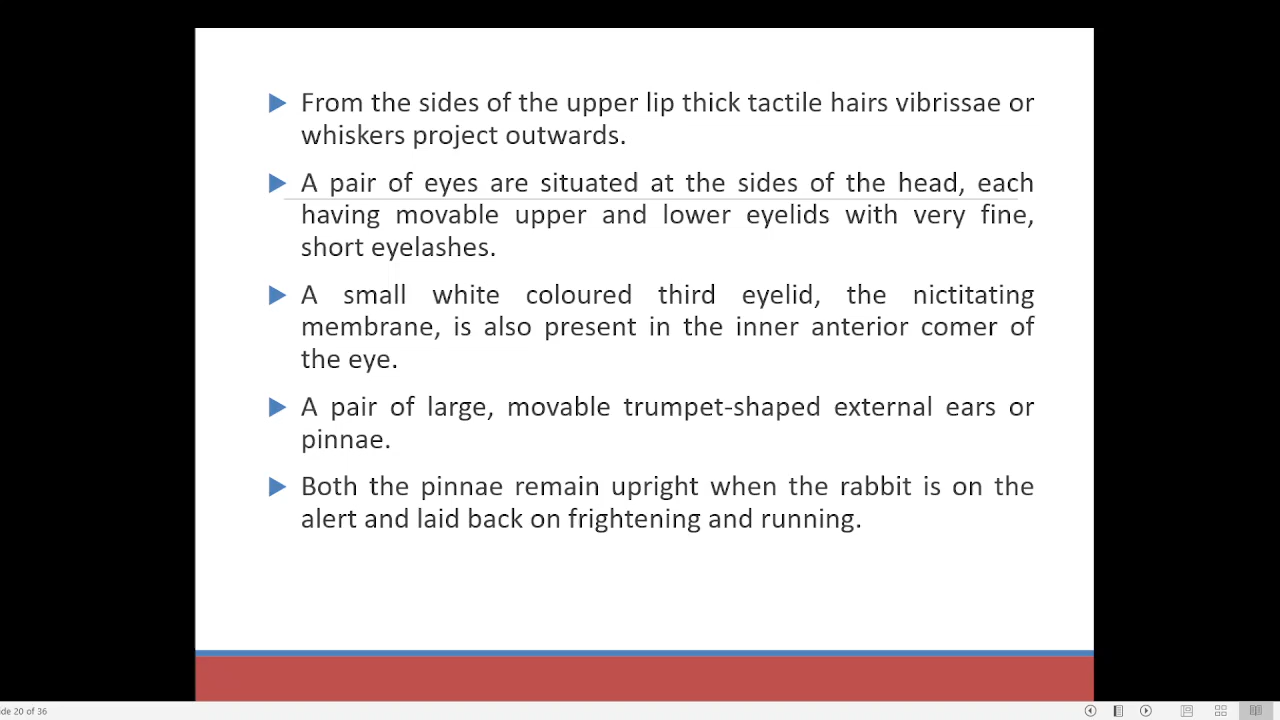 From the sides of the upper lip thick tactile hairs vibrissae or
whiskers project outwards.
A pair of eyes are situated at the sides of the head, each
having movable upper and lower eyelids with very fine,
short eyelashes.
A small white coloured third eyelid, the nictitating
membrane, is also present in the inner anterior comer of
the eye.
A pair of large, movable trumpet-shaped external ears or
pinnae.
Both the pinnae remain upright when the rabbit is on the
alert and laid back on frightening and running.
de 20 of 36